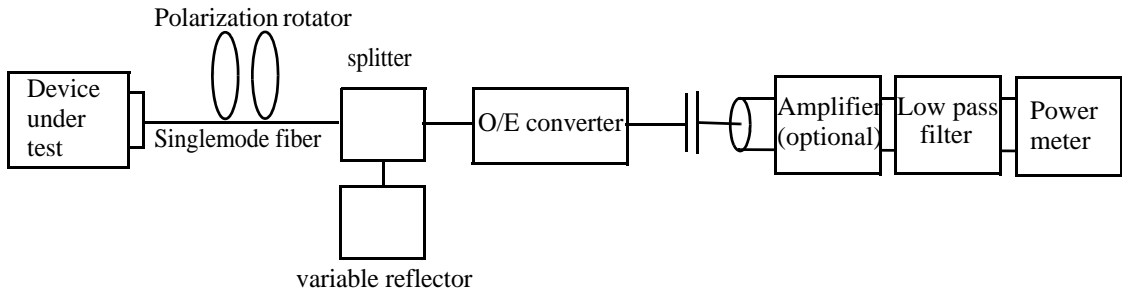 Polarization rotator
splitter
Device
under
test
Singlemode fiber
O/E converter
Amplifier
(optional)
Low pass
filter
Power
meter
variable reflector